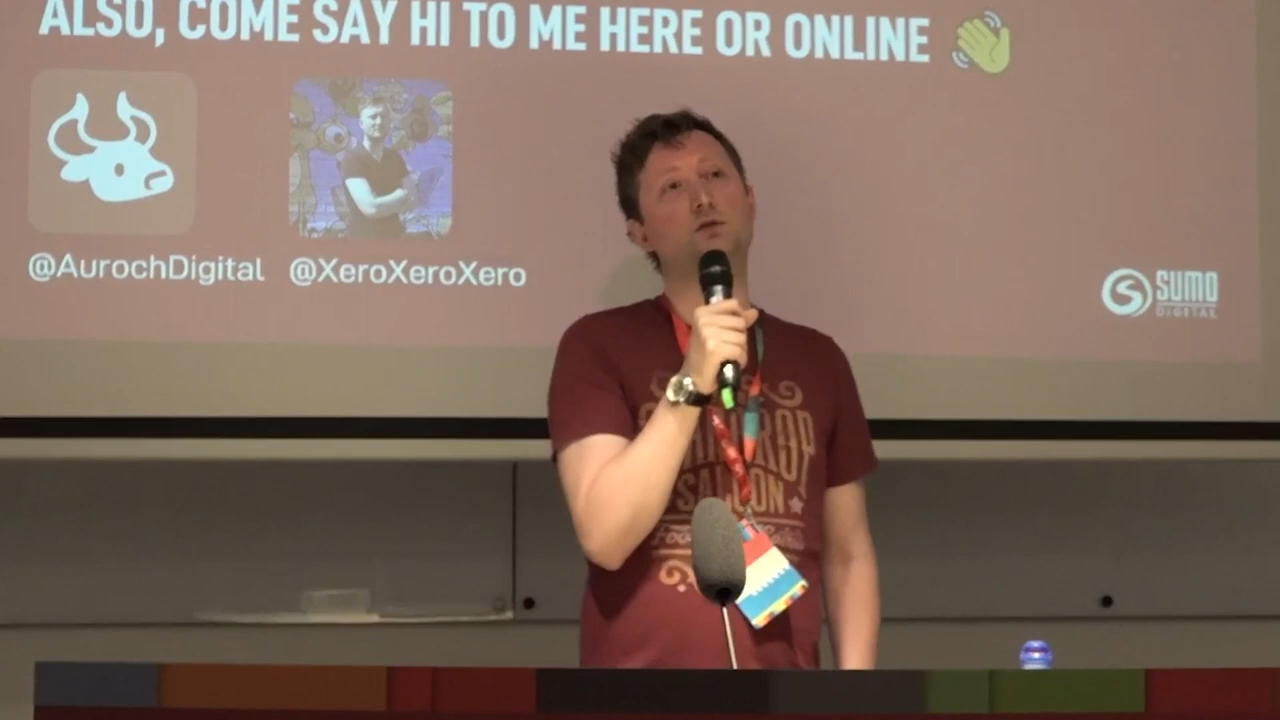 ALSO, COME SAY HI TO ME HERE OR ONLINE
@AurochDigital @XeroXeroXero
SUMO
DIGITAL
SALOON